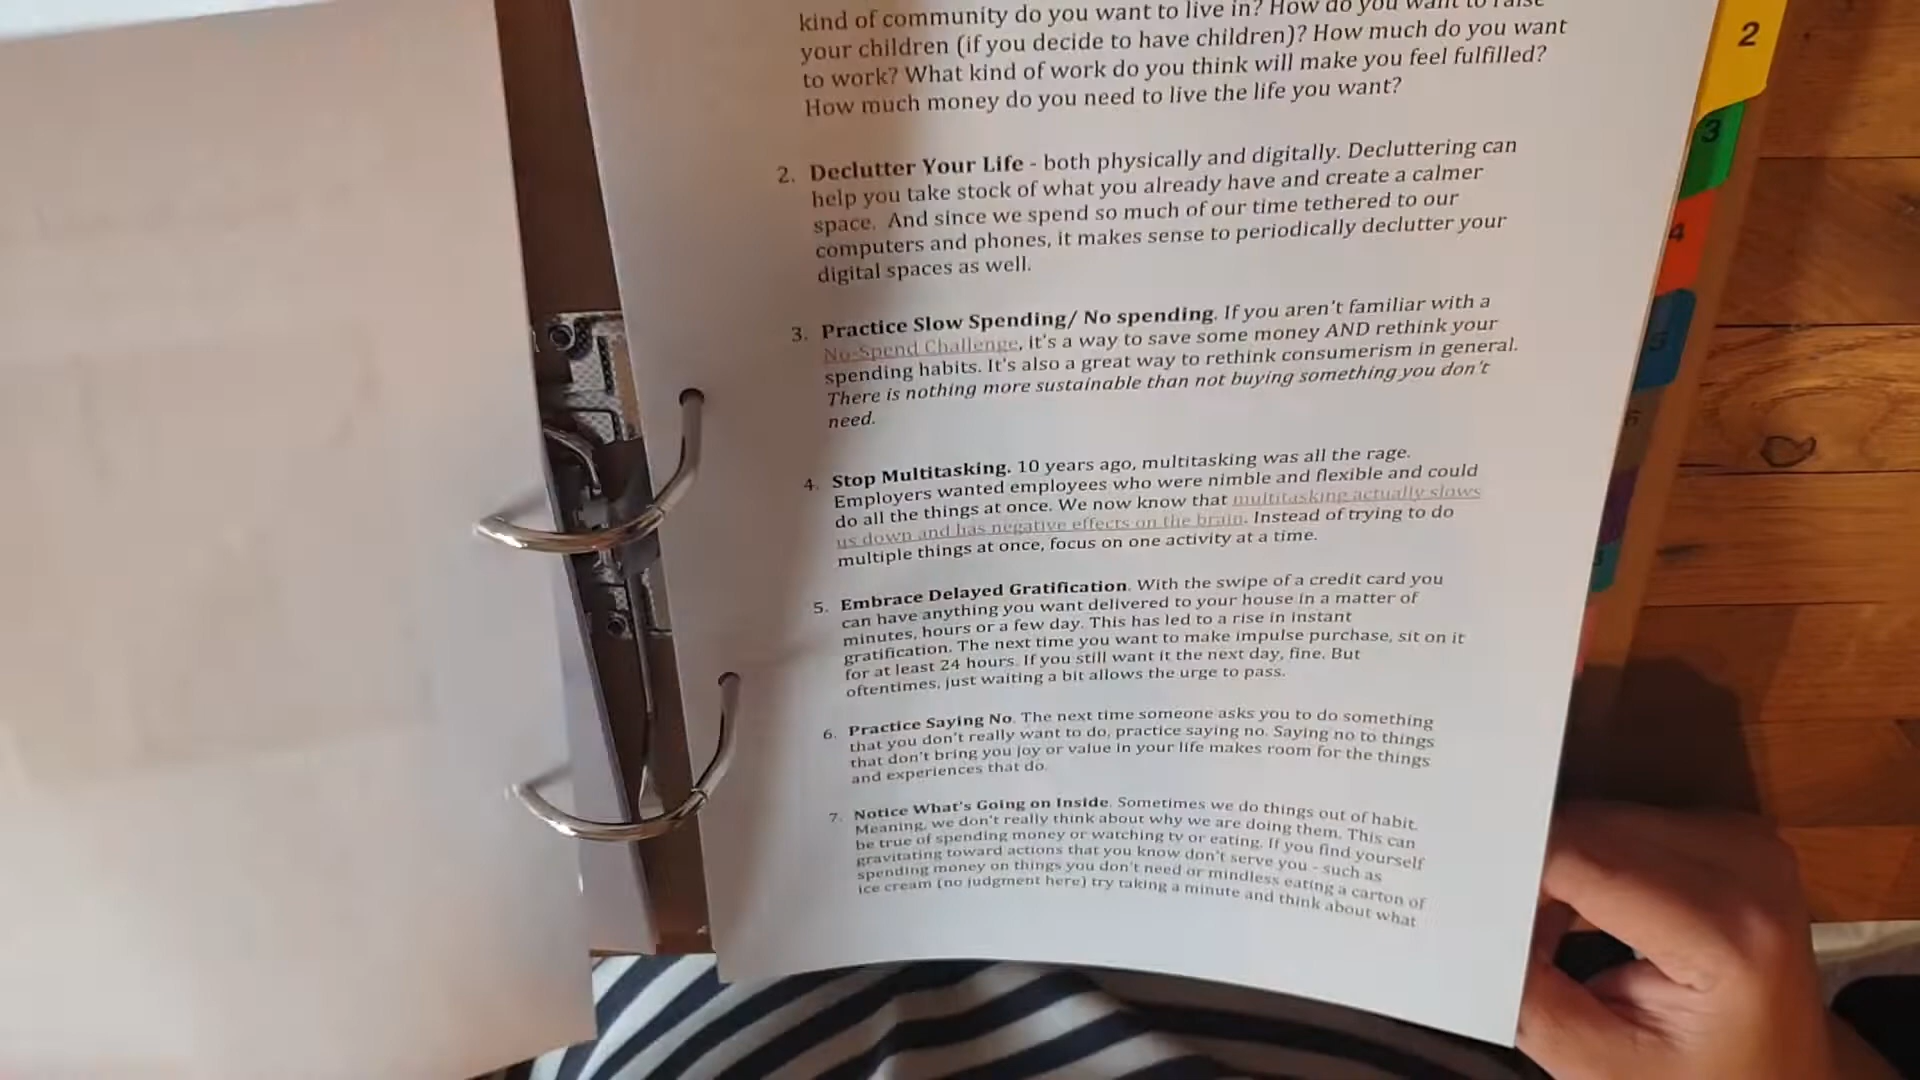 kind of community do you want to live in? How do you want to raise
your children (if you decide to have children)? How much do you want
to work? What kind of work do you think will make you feel fulfilled?
How much money do you need to live the life you want?
2. Declutter Your Life - both physically and digitally. Decluttering can
help you take stock of what you already have and create a calmer
space. And since we spend so much of our time tethered to our
computers and phones, it makes sense to periodically declutter your
digital spaces as well.
3. Practice Slow Spending/ No spending. If you aren't familiar with a
No-Spend Challenge, it's a way to save some money AND rethink your
spending habits. It's also a great way to rethink consumerism in general.
There is nothing more sustainable than not buying something you don't
need.
4. Stop Multitasking. 10 years ago, multitasking was all the rage.
Employers wanted employees who were nimble and flexible and could
do all the things at once. We now know that multitasking actually slows
us down and has negative effects on the brain. Instead of trying to do
multiple things at once, focus on one activity at a time.
5. Embrace Delayed Gratification. With the swipe of a credit card you
can have anything you want delivered to your house in a matter of
minutes, hours or a few day. This has led to a rise in instant
gratification. The next time you want to make impulse purchase, sit on it
for at least 24 hours. If you still want it the next day, fine. But
oftentimes, just waiting a bit allows the urge to pass.
6. Practice Saying No. The next time someone asks you to do something
that you don't really want to do, practice saying no. Saying no to things
that don't bring you joy or value in your life makes room for the things
and experiences that do.
7. Notice What's Going on Inside. Sometimes we do things out of habit.
Meaning, we don't really think about why we are doing them. This can
be true of spending money or watching tv or eating. If you find yourself
gravitating toward actions that you know don't serve you - such as
spending money on things you don't need or mindless eating a carton of
ice cream (no judgment here) try taking a minute and think about what
2
3
4
5
6